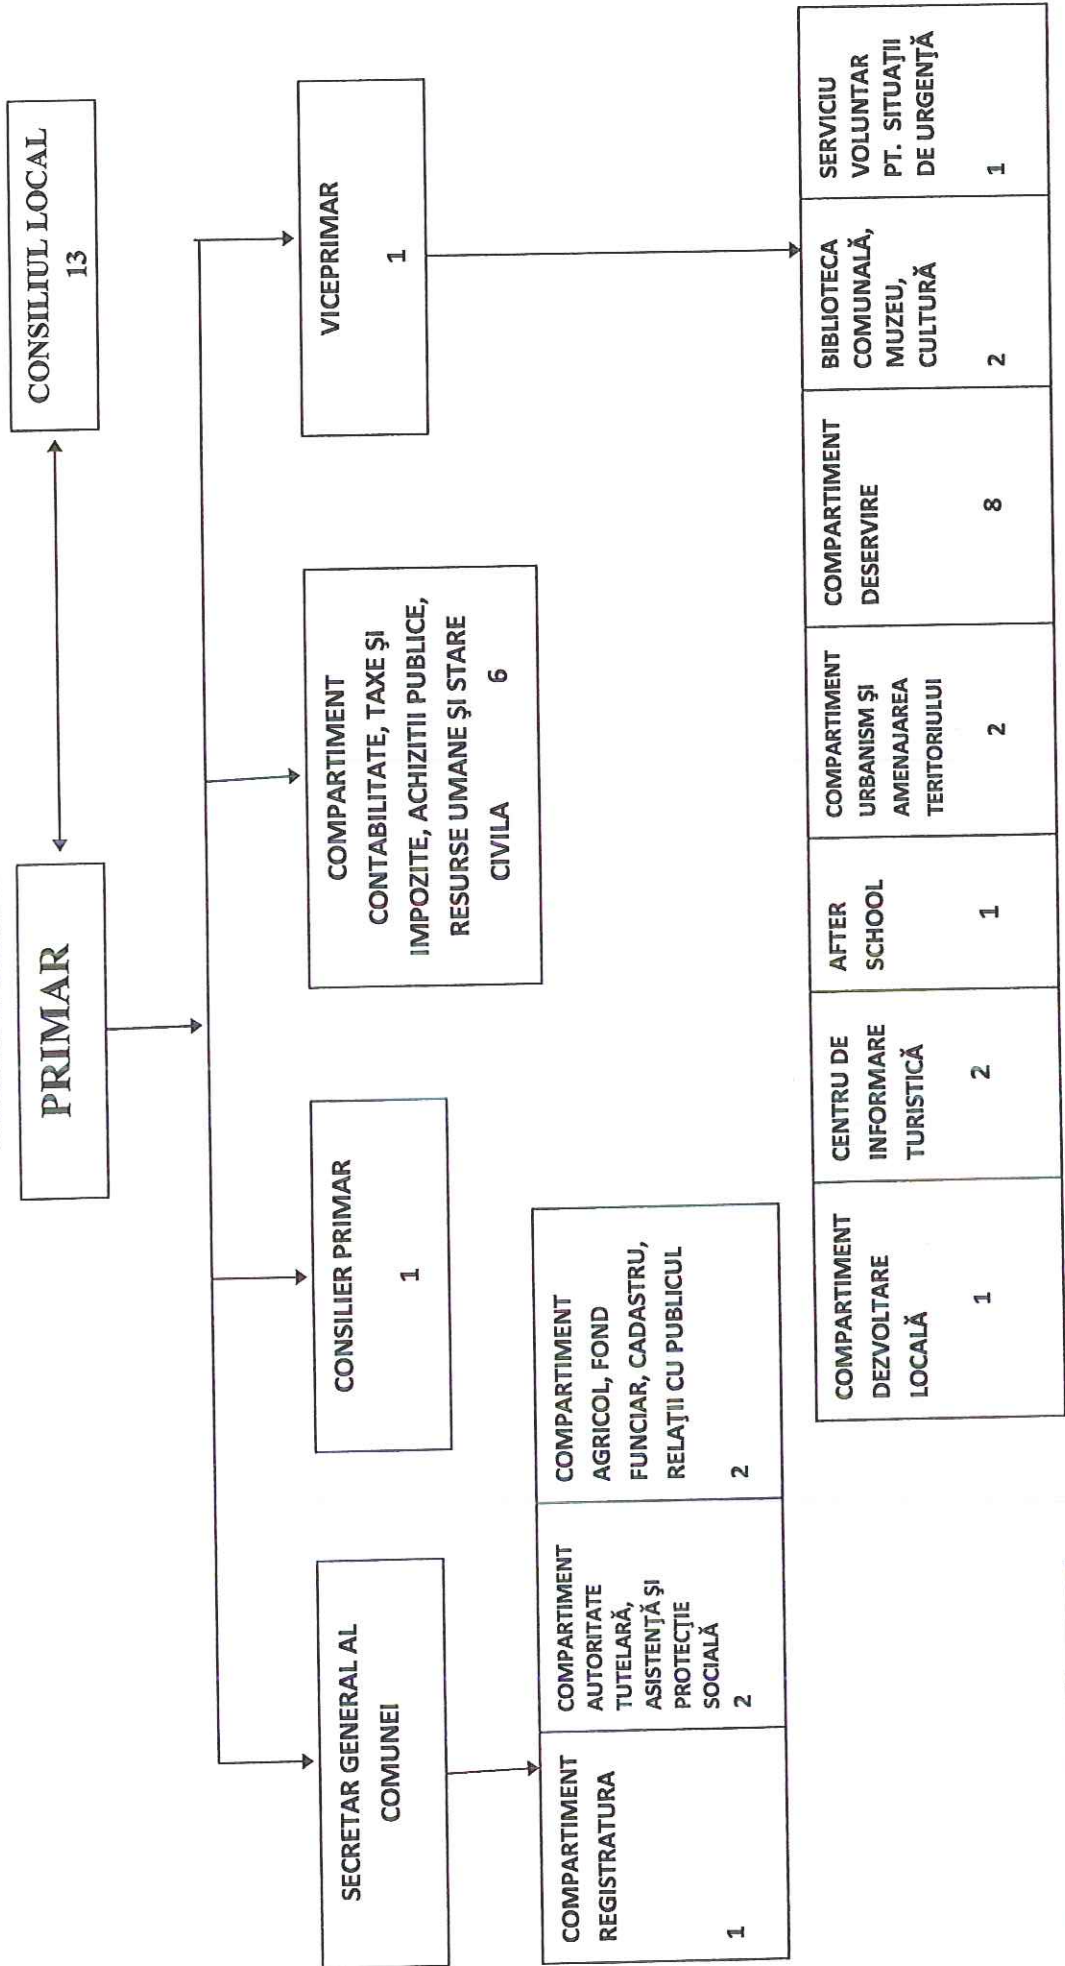 PRIMAR
CONSILIUL LOCAL
13
SECRETAR GENERAL AL
COMUNEI
CONSILIER PRIMAR
1
COMPARTIMENT
CONTABILITATE, TAXE ŞI
IMPOZITE, ACHIZITII PUBLICE,
RESURSE UMANE ŞI STARE
CIVILA 6
VICEPRIMAR
1
COMPARTIMENT
REGISTRATURA
1
COMPARTIMENT
AUTORITATE
TUTELARĂ,
ASISTENŢĂ ŞI
PROTECŢIE
SOCIALĂ
2
COMPARTIMENT
AGRICOL, FOND
FUNCIAR, CADASTRU,
RELAŢII CU PUBLICUL
2
COMPARTIMENT
DEZVOLTARE
LOCALĂ
1
CENTRU DE
INFORMARE
TURISTICĂ
2
AFTER
SCHOOL
1
COMPARTIMENT
URBANISM ŞI
AMENAJAREA
TERITORIULUI
2
COMPARTIMENT
DESERVIRE
8
BIBLIOTECA
COMUNALĂ,
MUZEU,
CULTURĂ
2
SERVICIU
VOLUNTAR
PT. SITUAŢII
DE URGENŢĂ
1